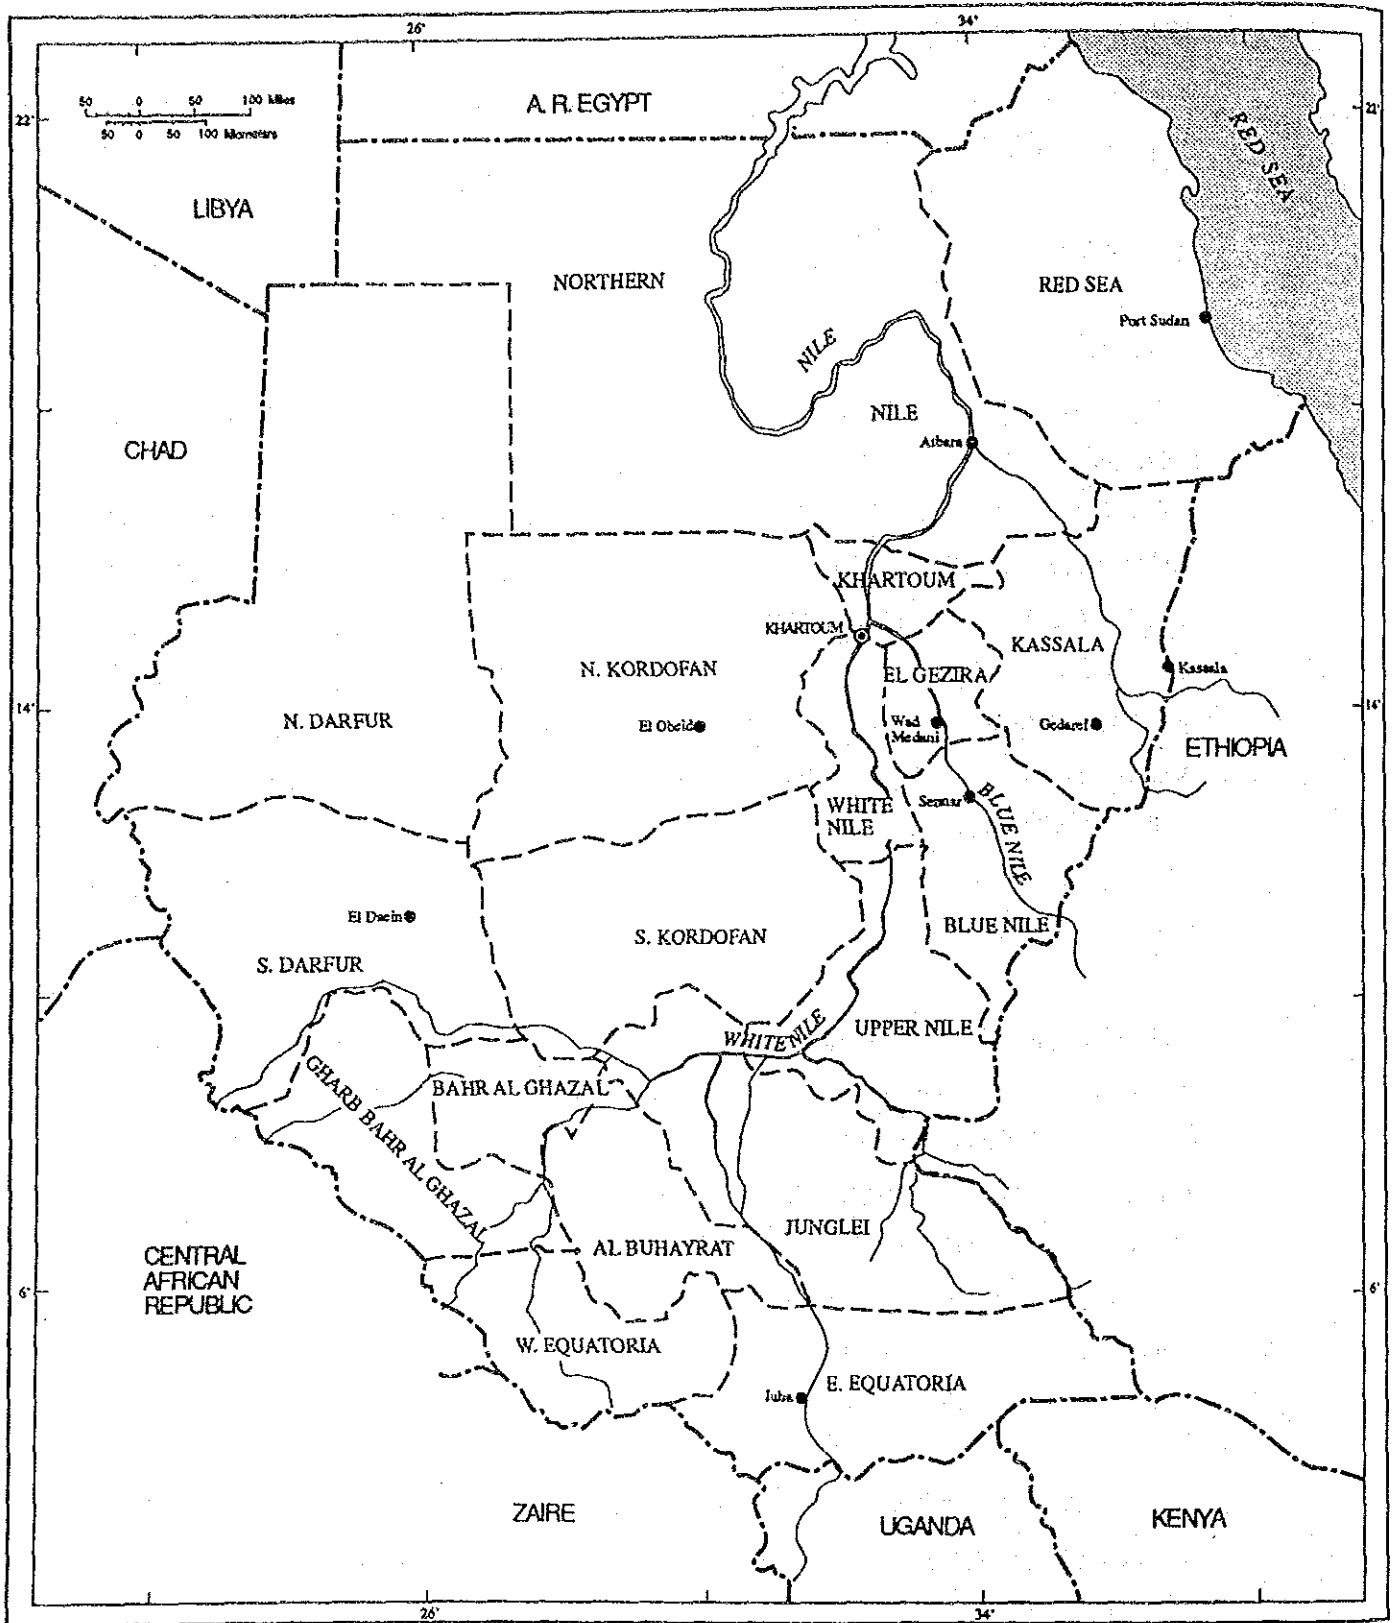 26°
34°
50 0 50 100 Miles
50 0 50 100 Kilometers
22°
22°
A. R. EGYPT
RED SEA
LIBYA
NORTHERN
RED SEA
Port Sudan
NILE
NILE
CHAD
Atbara
KHARTOUM
KHARTOUM
KASSALA
N. KORDOFAN
EL GEZIRA
Kassala
14°
N. DARFUR
El Obeid
Wad
Medani
Gedaref
14°
ETHIOPIA
WHITE
NILE
Sennar
BLUE NILE
El Daein
S. KORDOFAN
BLUE NILE
S. DARFUR
WHITE NILE
UPPER NILE
GHARB BAHR AL GHAZAL
BAHR AL GHAZAL
JUNGLEI
AL BUHAYRAT
CENTRAL
AFRICAN
REPUBLIC
6°
6°
W. EQUATORIA
Juba
E. EQUATORIA
ZAIRE
UGANDA
KENYA
26°
34°